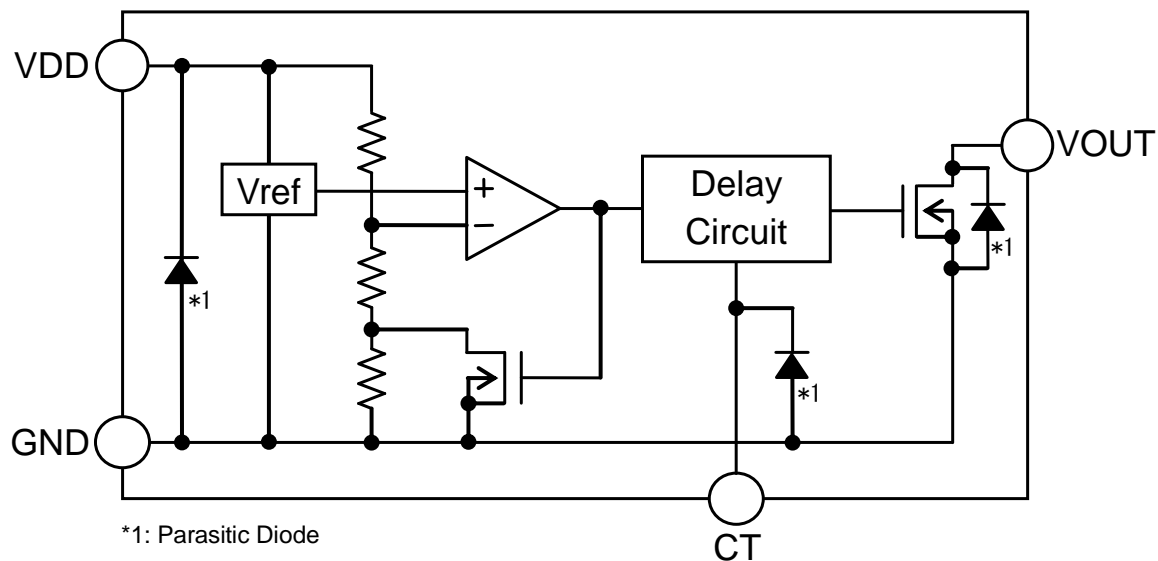 VDD
VOUT
Vref
+
−
Delay
Circuit
*1
*1
*1
GND
CT
*1: Parasitic Diode